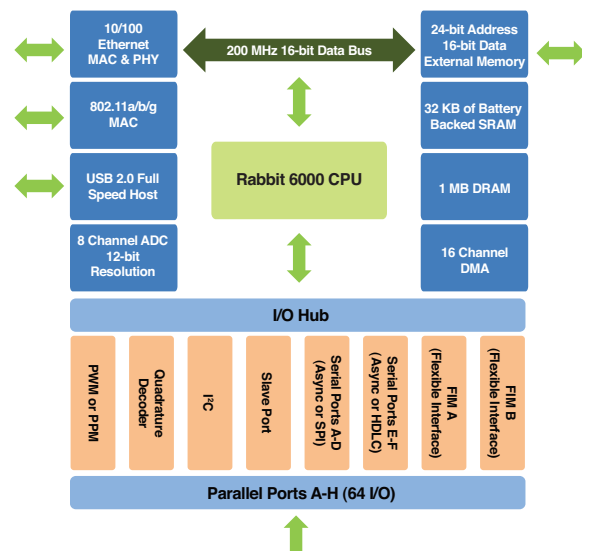 10/100
Ethernet
MAC & PHY
200 MHz 16-bit Data Bus
24-bit Address
16-bit Data
External Memory
802.11a/b/g
MAC
32 KB of Battery
Backed SRAM
USB 2.0 Full
Speed Host
Rabbit 6000 CPU
1 MB DRAM
8 Channel ADC
12-bit
Resolution
16 Channel
DMA
I/O Hub
PWM or PPM
Quadrature
Decoder
I²C
Slave Port
Serial Ports A-D
(Async or SPI)
Serial Ports E-F
(Async or HDLC)
FIM A
(Flexible Interface)
FIM B
(Flexible Interface)
Parallel Ports A-H (64 I/O)